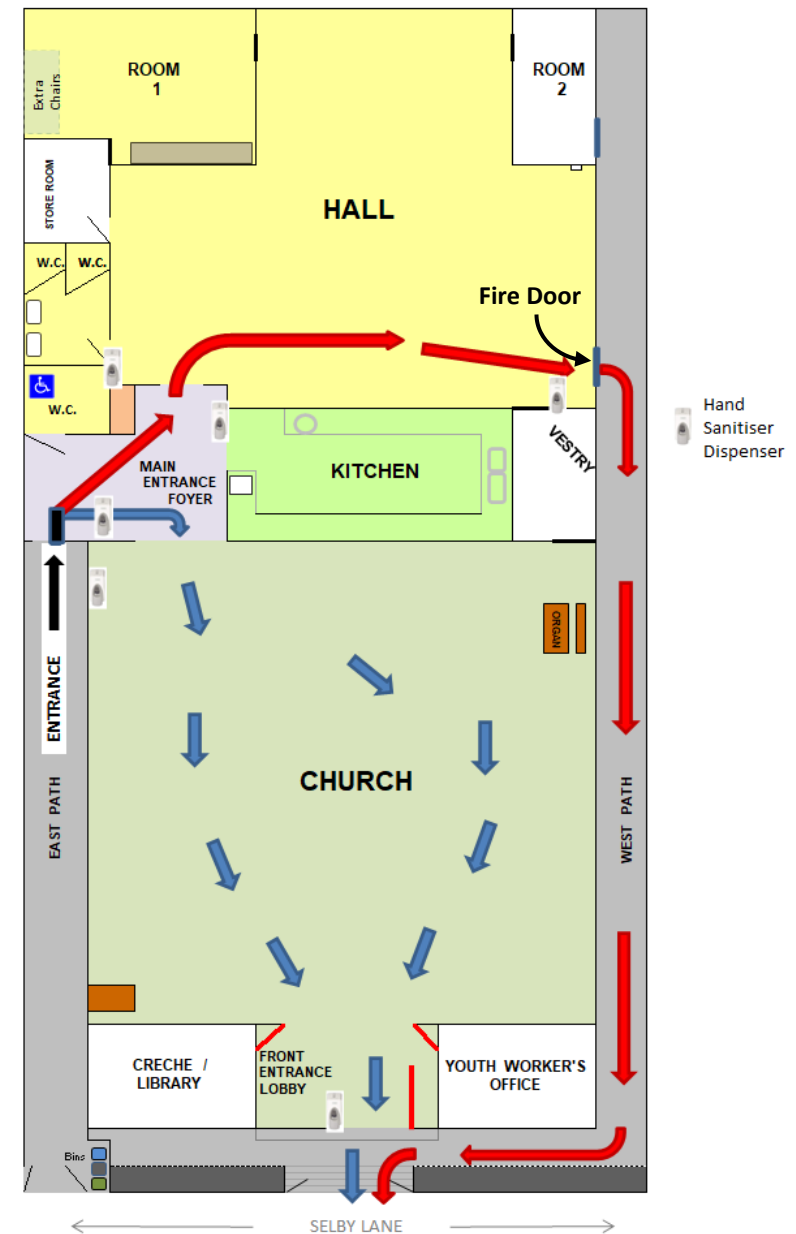 ROOM
1
ROOM
2
Extra
Chairs
STORE ROOM
HALL
W.C.
W.C.
Fire Door
W.C.
Hand
Sanitiser
Dispenser
VESTRY
MAIN
ENTRANCE
FOYER
KITCHEN
ORGAN
ENTRANCE
CHURCH
EAST PATH
WEST PATH
CRECHE /
LIBRARY
FRONT
ENTRANCE
LOBBY
YOUTH WORKER'S
OFFICE
Bins
SELBY LANE